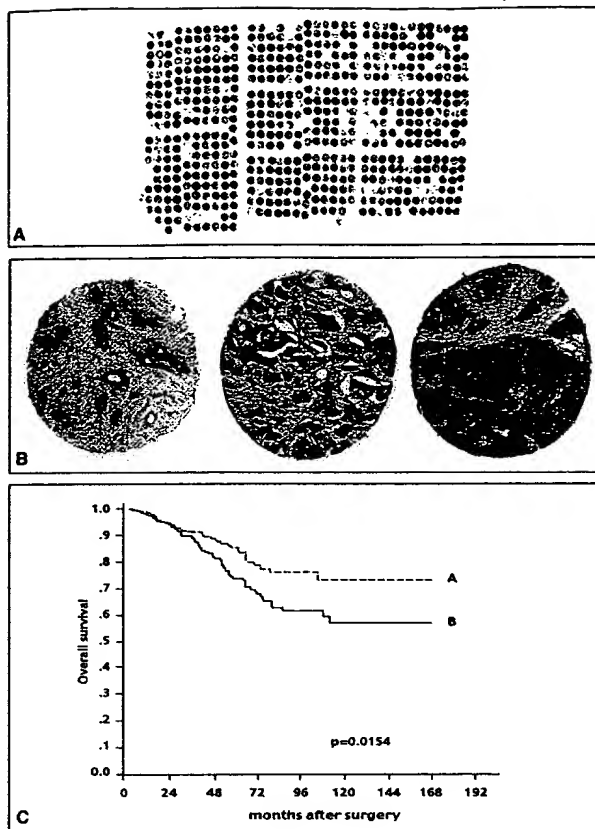 A
B
1.0
.9
.8
.7
.6
.5
.4
.3
.2
.1
0.0
Overall survival
A
B
p=0.0154
0 24 48 72 96 120 144 168 192
months after surgery
C